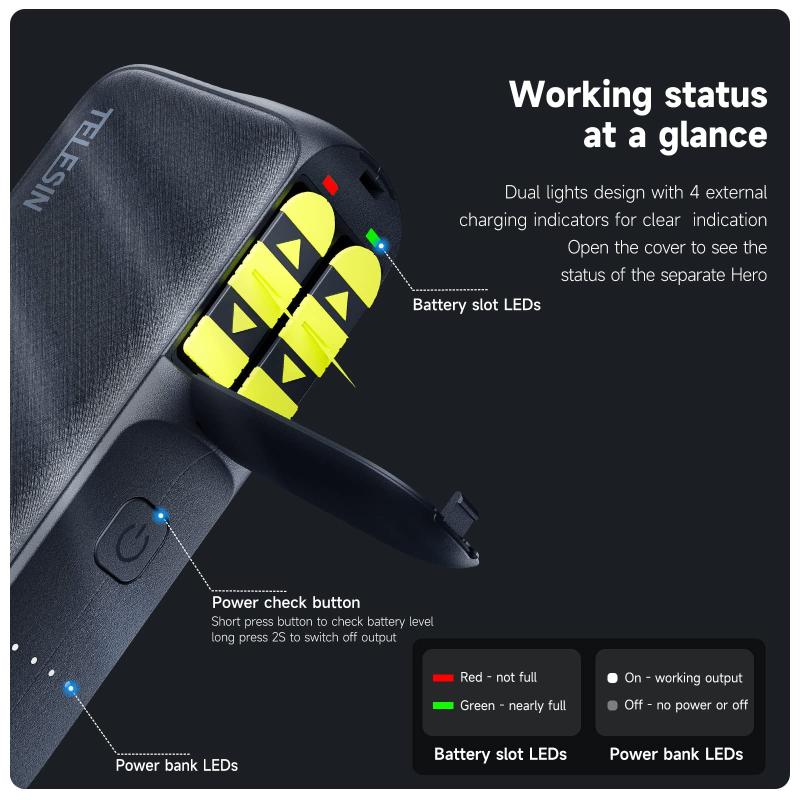 TELESIN
Working status
at a glance
Dual lights design with 4 external
charging indicators for clear indication
Open the cover to see the
status of the separate Hero
Battery slot LEDs
Power check button
Short press button to check battery level
long press 2S to switch off output
Power bank LEDs
Red - not full
Green - nearly full
Battery slot LEDs
On - working output
Off - no power or off
Power bank LEDs